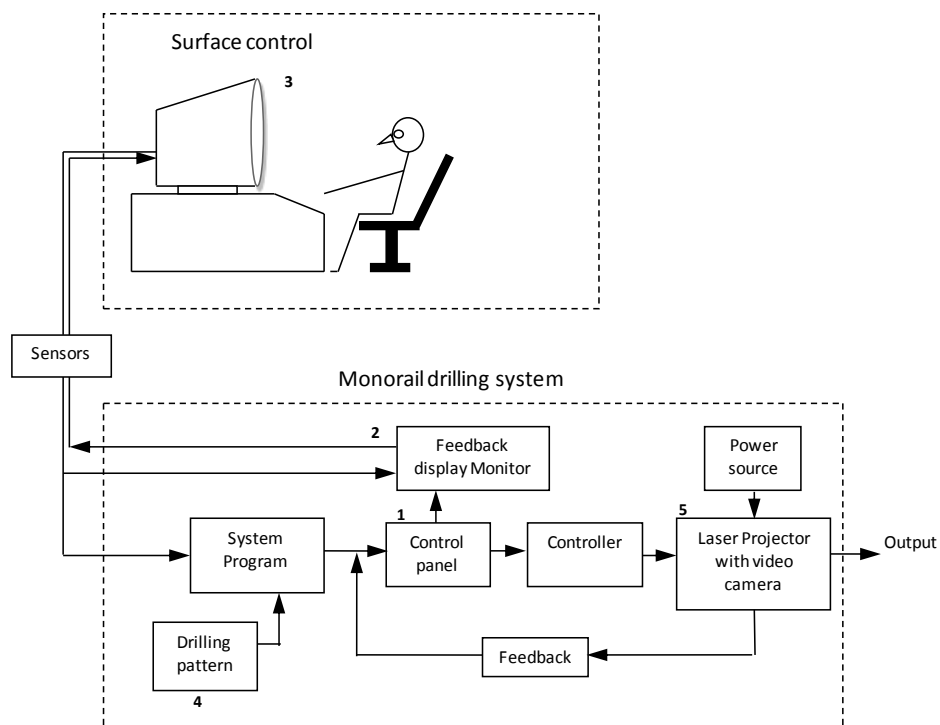 Surface control
3
Sensors
Monorail drilling system
2
Feedback
display Monitor
Power
source
1
5
System
Program
Control
panel
Controller
Laser Projector
with video
camera
Output
Drilling
pattern
Feedback
4